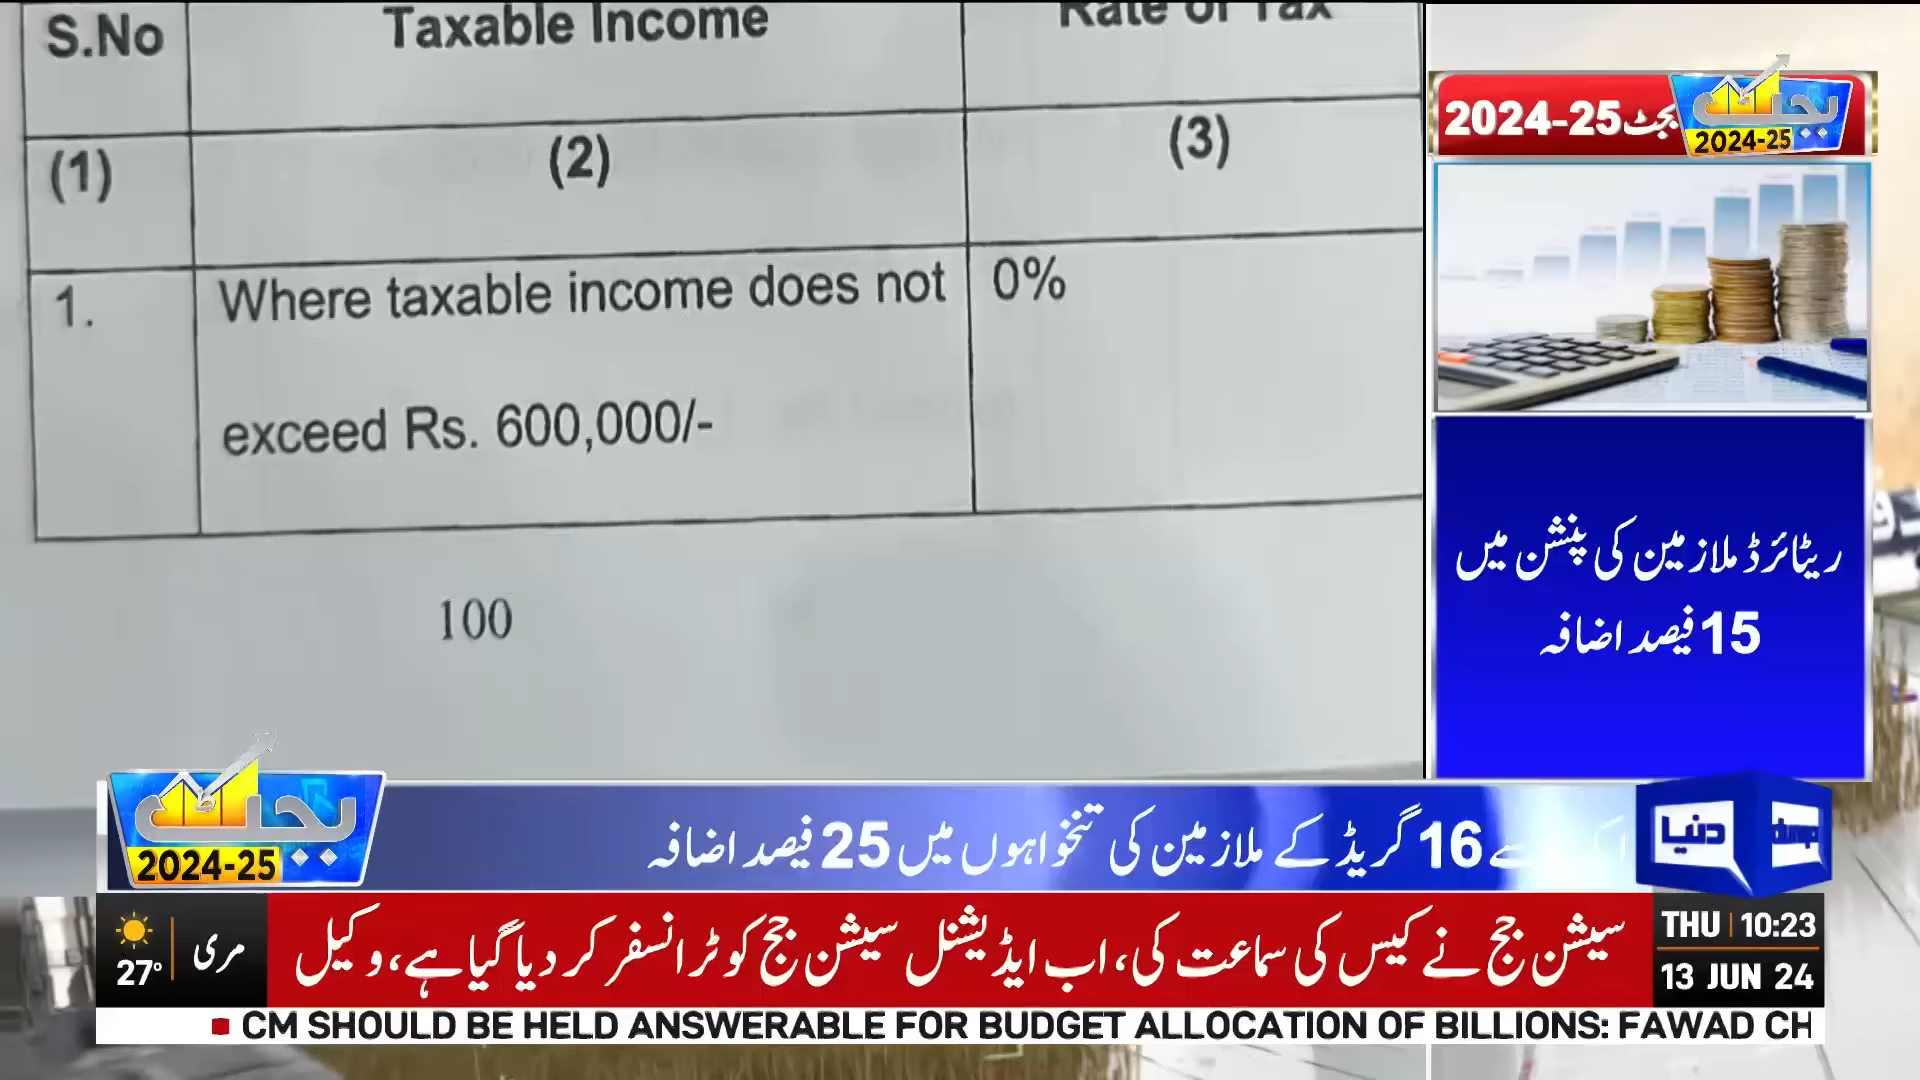 S.No
Taxable Income
Rate of Tax
(1)
(2)
(3)
1.
Where taxable income does not
exceed Rs. 600,000/-
0%
100
بجٹ 2024-25
بجٹ
2024-25
ریٹائرڈ ملازمین کی پنشن میں
15 فیصد اضافہ
بجٹ
2024-25
سے 16 گریڈ کے ملازمین کی تنخواہوں میں 25 فیصد اضافہ
دنیا
مری
27°
سیشن جج نے کیس کی سماعت کی، اب ایڈیشنل سیشن جج کو ٹرانسفر کر دیا گیا ہے، وکیل
THU 10:23
13 JUN 24
CM SHOULD BE HELD ANSWERABLE FOR BUDGET ALLOCATION OF BILLIONS: FAWAD CH